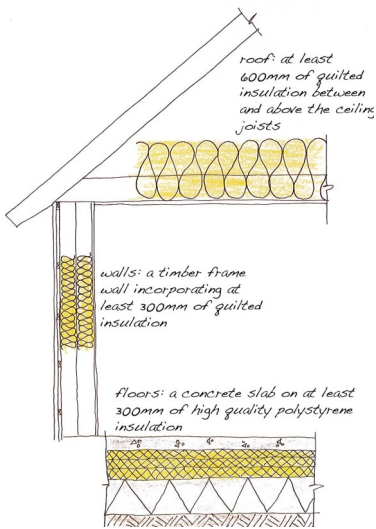 roof: at least
600mm of quilted
insulation between
and above the ceiling
joists
walls: a timber frame
wall incorporating at
least 300mm of quilted
insulation
floors: a concrete slab on at least
300mm of high quality polystyrene
insulation